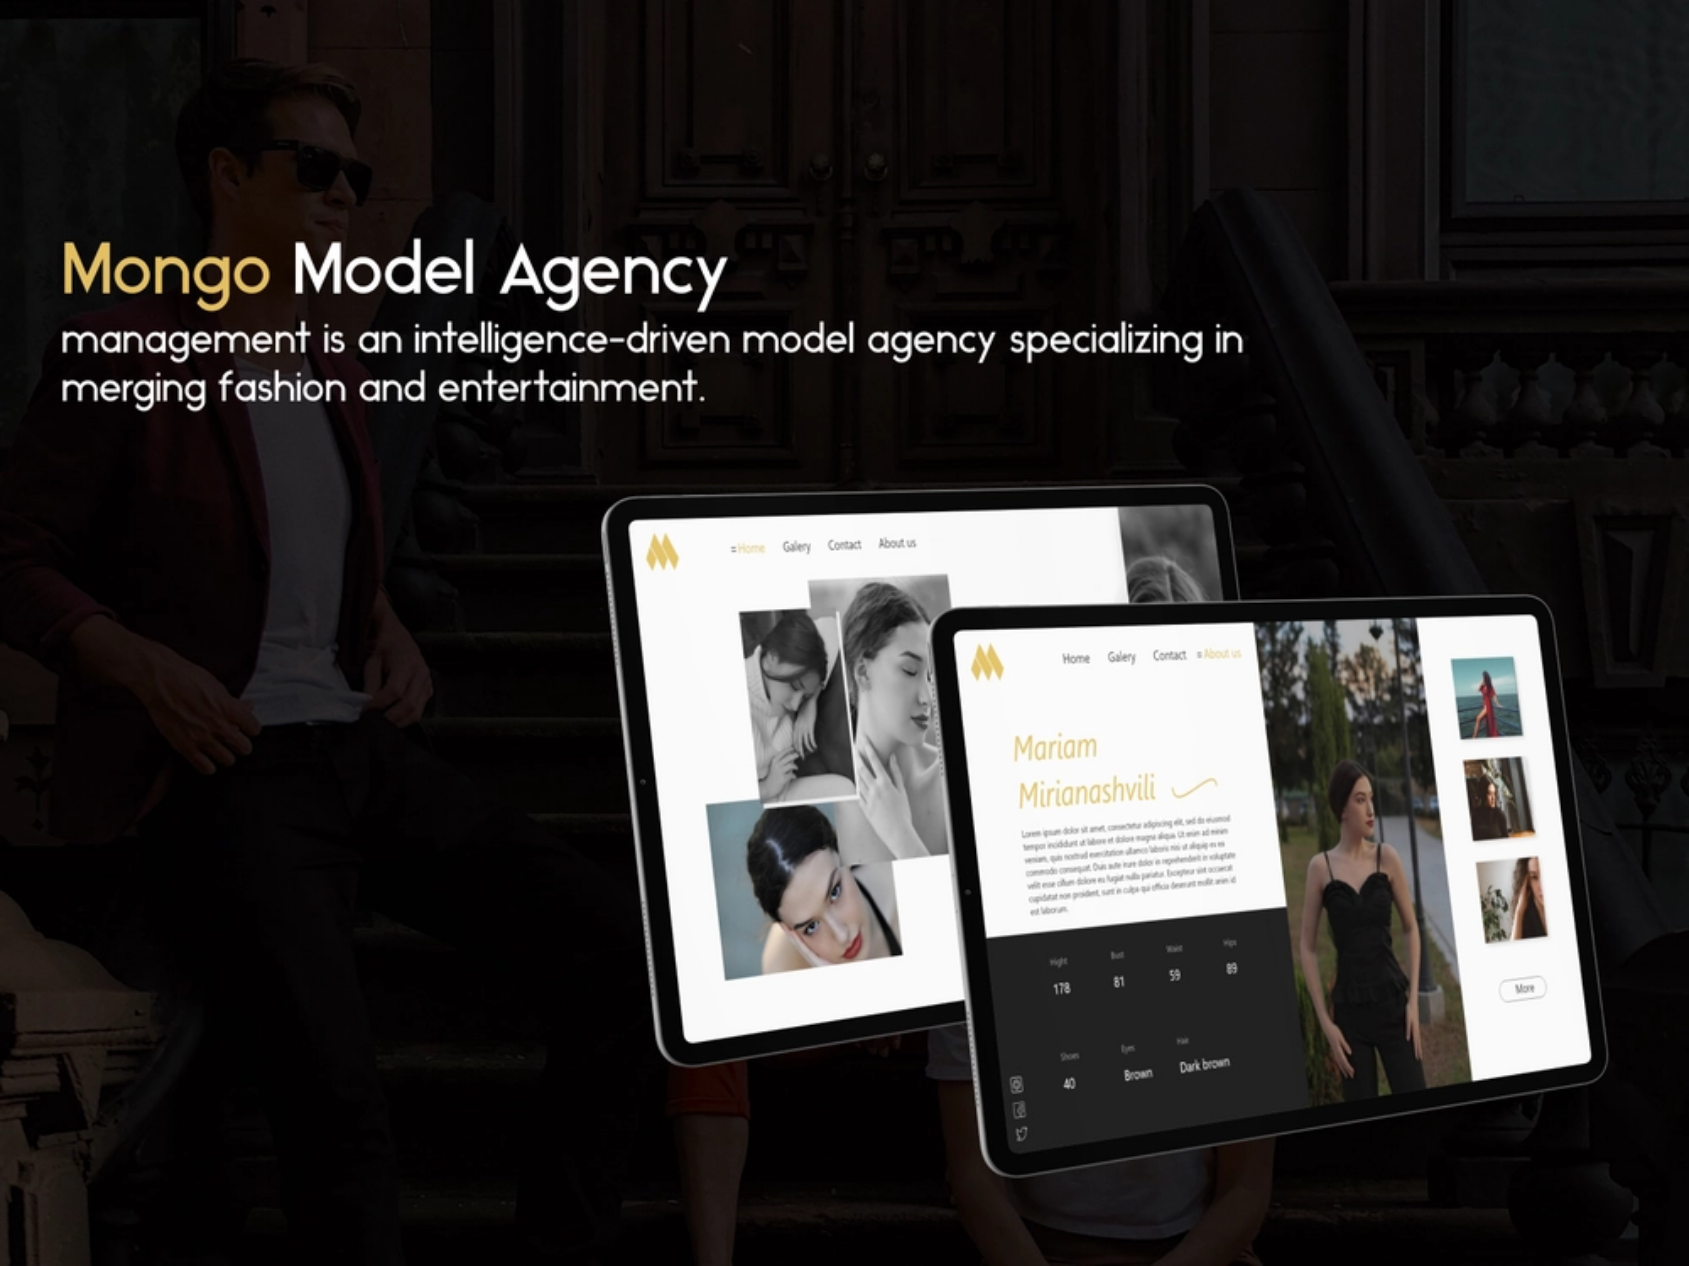 Mongo Model Agency
management is an intelligence-driven model agency specializing in
merging fashion and entertainment.
= Home Galery Contact About us
Home Galery Contact = About us
Mariam
Mirianashvili
Lorem ipsum dolor sit amet, consectetur adipiscing elit, sed do eiusmod
tempor incididunt ut labore et dolore magna aliqua. Ut enim ad minim
veniam, quis nostrud exercitation ullamco laboris nisi ut aliquip ex ea
commodo consequat. Duis aute irure dolor in reprehenderit in voluptate
velit esse cillum dolore eu fugiat nulla pariatur. Excepteur sint occaecat
cupidatat non proident, sunt in culpa qui officia deserunt mollit anim id
est laborum.
Hight Bust Waist Hips
178 81 59 89
Shoes Eyes Hair
40 Brown Dark brown
More